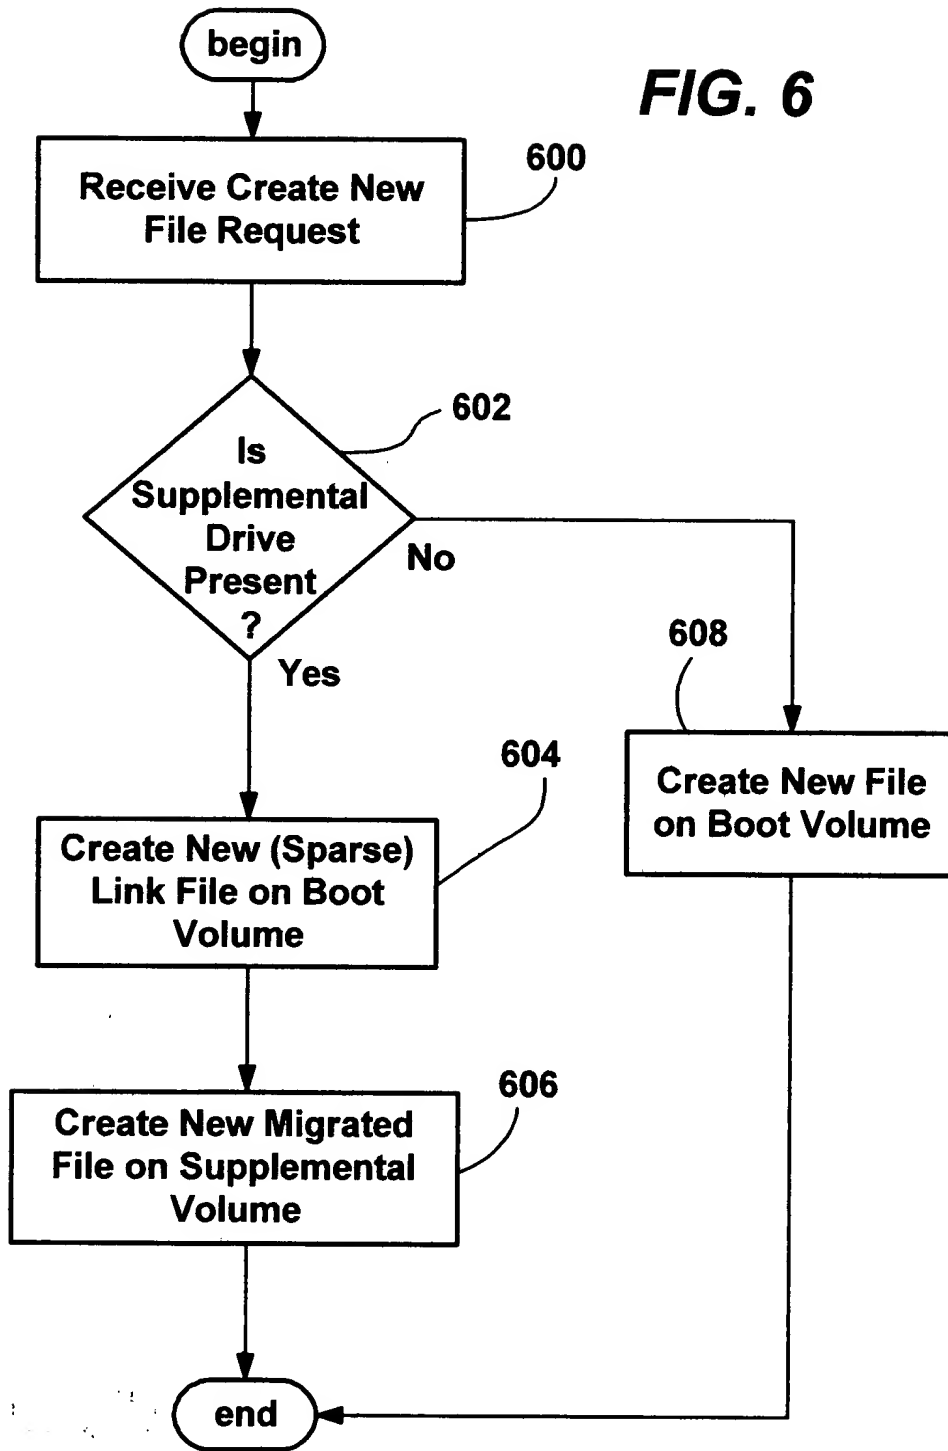 begin
FIG. 6
Receive Create New
File Request
600
602
Is
Supplemental
Drive
Present
?
No
Yes
608
Create New File
on Boot Volume
604
Create New (Sparse)
Link File on Boot
Volume
606
Create New Migrated
File on Supplemental
Volume
end